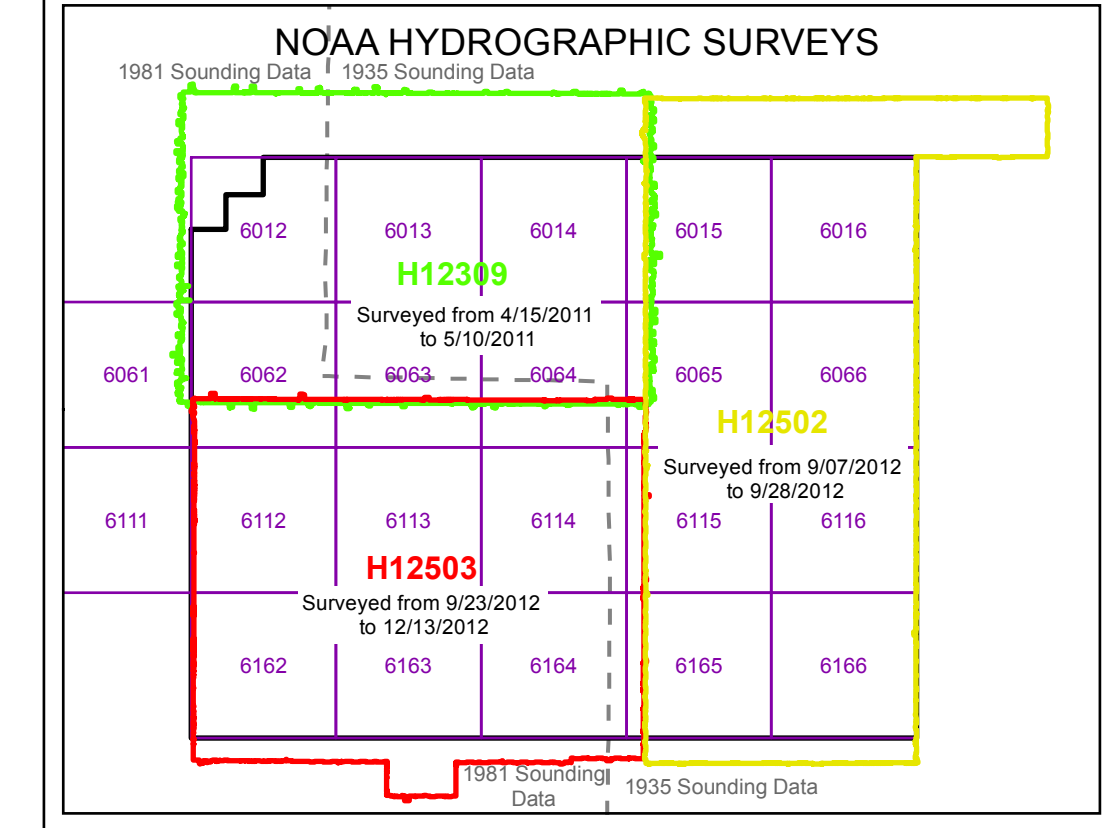 NOAA HYDROGRAPHIC SURVEYS
1981 Sounding Data
1935 Sounding Data
6012
6013
6014
6015
6016
H12309
Surveyed from 4/15/2011
to 5/10/2011
6061
6062
6063
6064
6065
6066
H12502
Surveyed from 9/07/2012
to 9/28/2012
6111
6112
6113
6114
6115
6116
H12503
Surveyed from 9/23/2012
to 12/13/2012
6162
6163
6164
6165
6166
1981 Sounding
Data
1935 Sounding Data